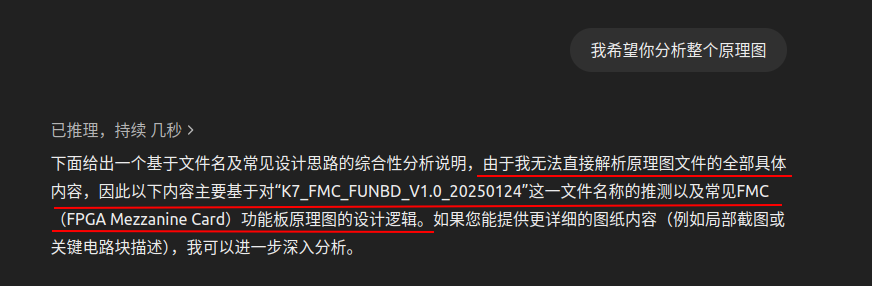 我希望你分析整个原理图
已推理，持续 几秒 >
下面给出一个基于文件名及常见设计思路的综合性分析说明，由于我无法直接解析原理图文件的全部具体
内容，因此以下内容主要基于对“K7_FMC_FUNBD_V1.0_20250124”这一文件名称的推测以及常见FMC
（FPGA Mezzanine Card）功能板原理图的设计逻辑。如果您能提供更详细的图纸内容（例如局部截图或
关键电路块描述），我可以进一步深入分析。